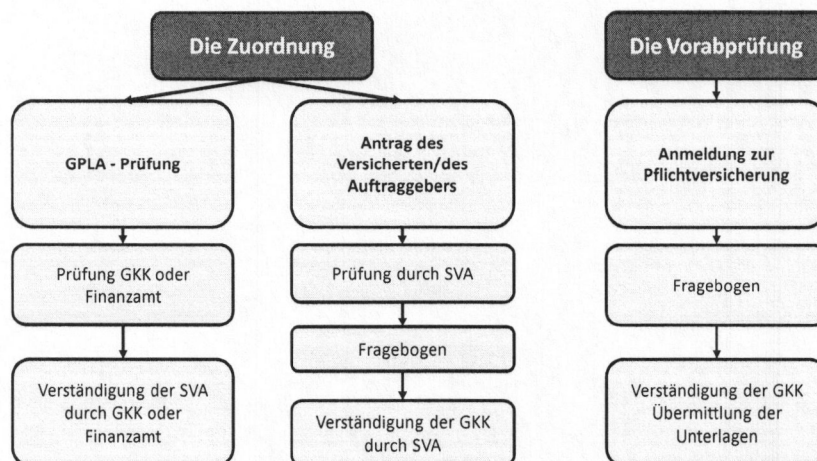 Die Zuordnung
GPLA - Prüfung
Prüfung GKK oder
Finanzamt
Verständigung der SVA
durch GKK oder
Finanzamt
Antrag des
Versicherten/des
Auftraggebers
Prüfung durch SVA
Fragebogen
Verständigung der GKK
durch SVA
Die Vorabprüfung
Anmeldung zur
Pflichtversicherung
Fragebogen
Verständigung der GKK
Übermittlung der
Unterlagen